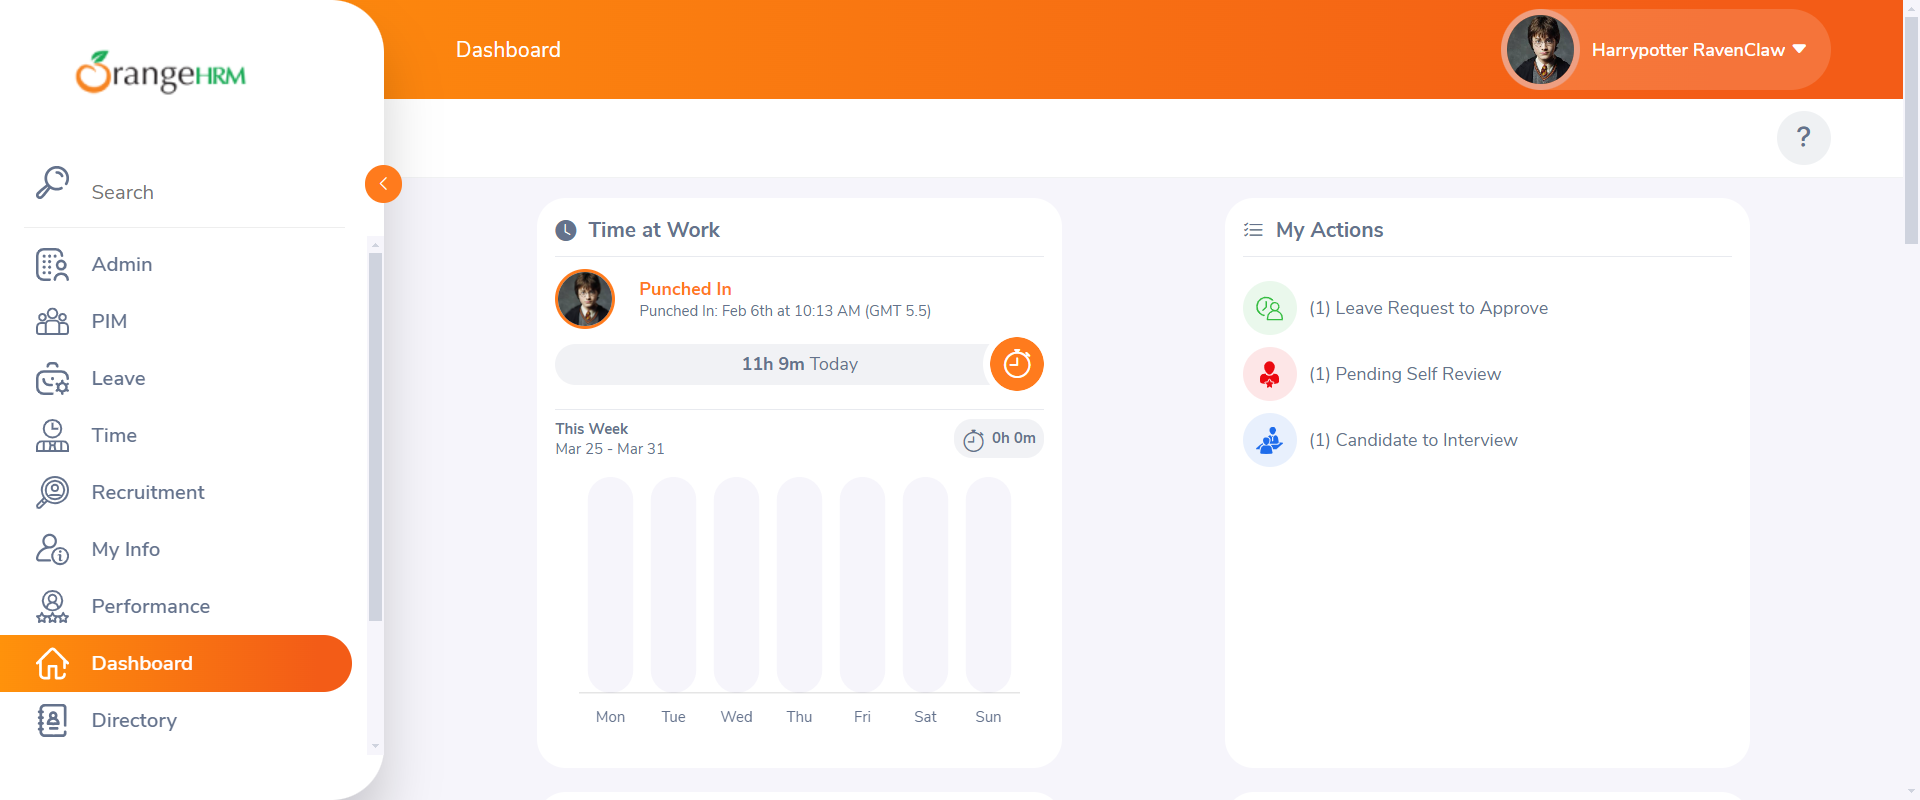 OrangeHRM
Dashboard
Harrypotter RavenClaw
?
Search
Admin
PIM
Leave
Time
Recruitment
My Info
Performance
Dashboard
Directory
Time at Work
Punched In
Punched In: Feb 6th at 10:13 AM (GMT 5.5)
11h 9m Today
This Week
Mar 25 - Mar 31
0h 0m
Mon Tue Wed Thu Fri Sat Sun
My Actions
(1) Leave Request to Approve
(1) Pending Self Review
(1) Candidate to Interview